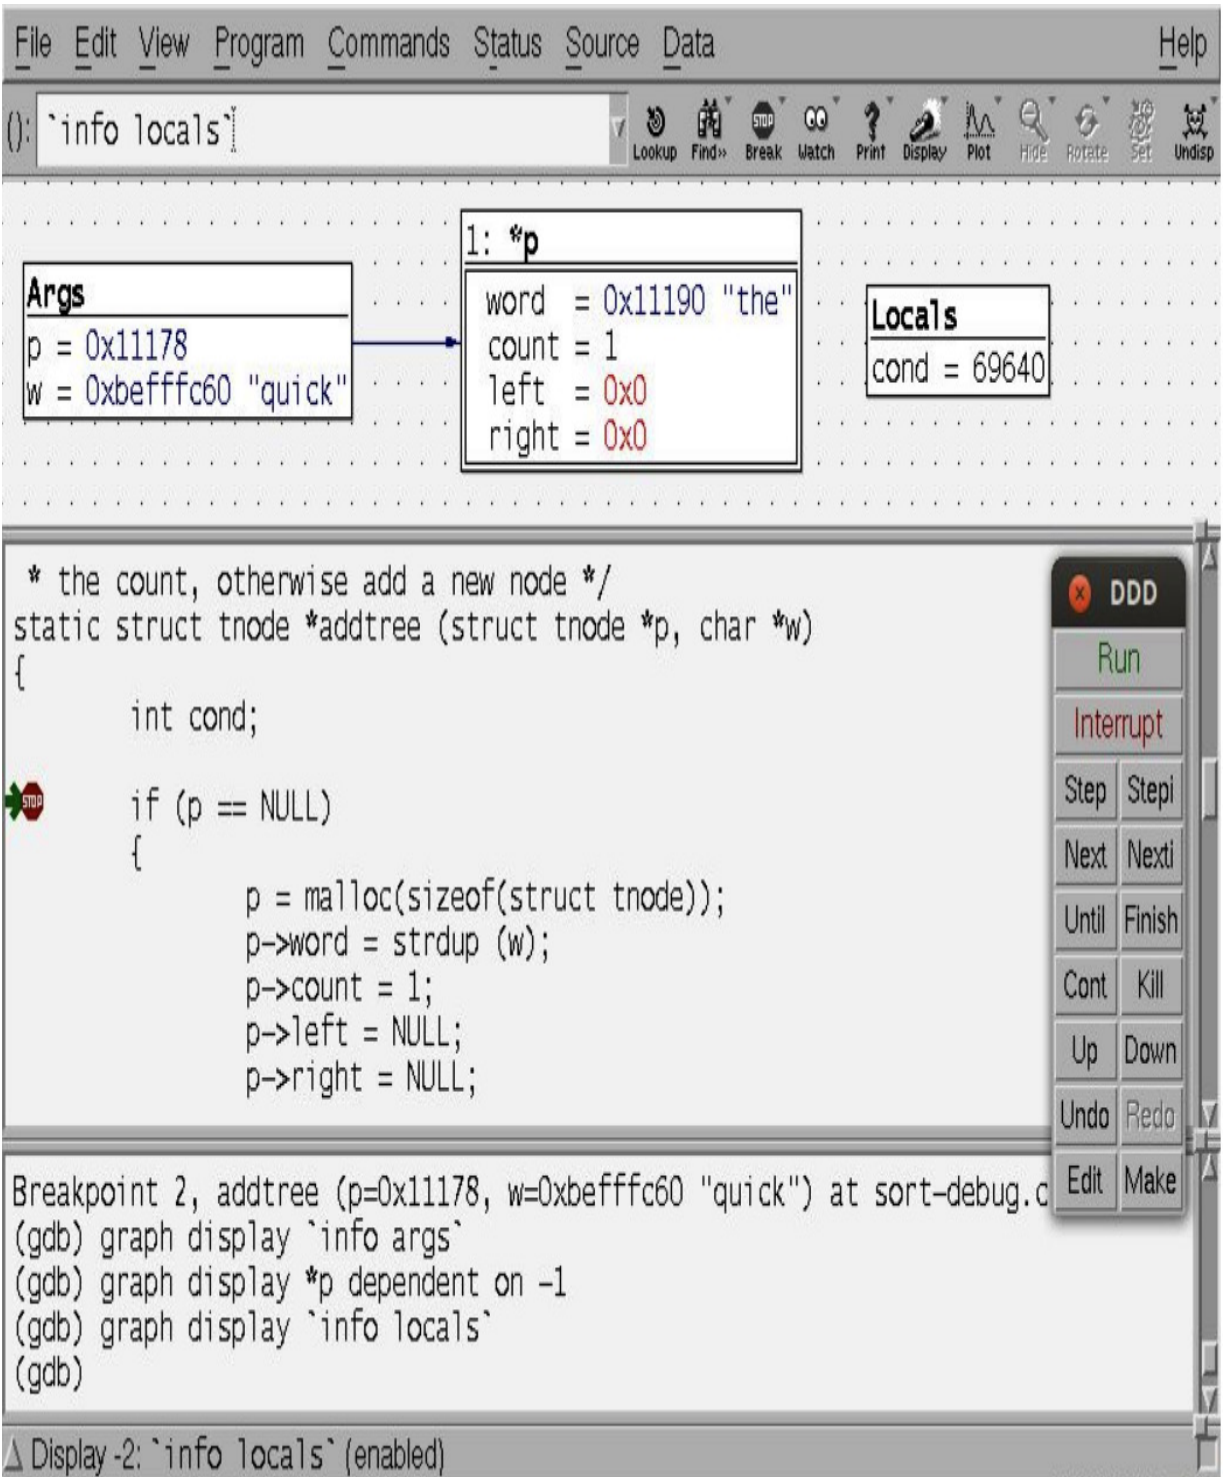 File Edit View Program Commands Status Source Data Help
(): `info locals`
Lookup Find» Break Watch Print Display Plot Hide Rotate Set Undisp
Args
p = 0x11178
w = 0xbefffc60 "quick"
1: *p
word = 0x11190 "the"
count = 1
left = 0x0
right = 0x0
Locals
cond = 69640
* the count, otherwise add a new node */
static struct tnode *addtree (struct tnode *p, char *w)
{
int cond;
STOP
if (p == NULL)
{
p = malloc(sizeof(struct tnode));
p->word = strdup (w);
p->count = 1;
p->left = NULL;
p->right = NULL;
DDD
Run
Interrupt
Step Stepi
Next Nexti
Until Finish
Cont Kill
Up Down
Undo Redo
Edit Make
Breakpoint 2, addtree (p=0x11178, w=0xbefffc60 "quick") at sort-debug.c
(gdb) graph display `info args`
(gdb) graph display *p dependent on -1
(gdb) graph display `info locals`
(gdb)
Display -2: `info locals` (enabled)